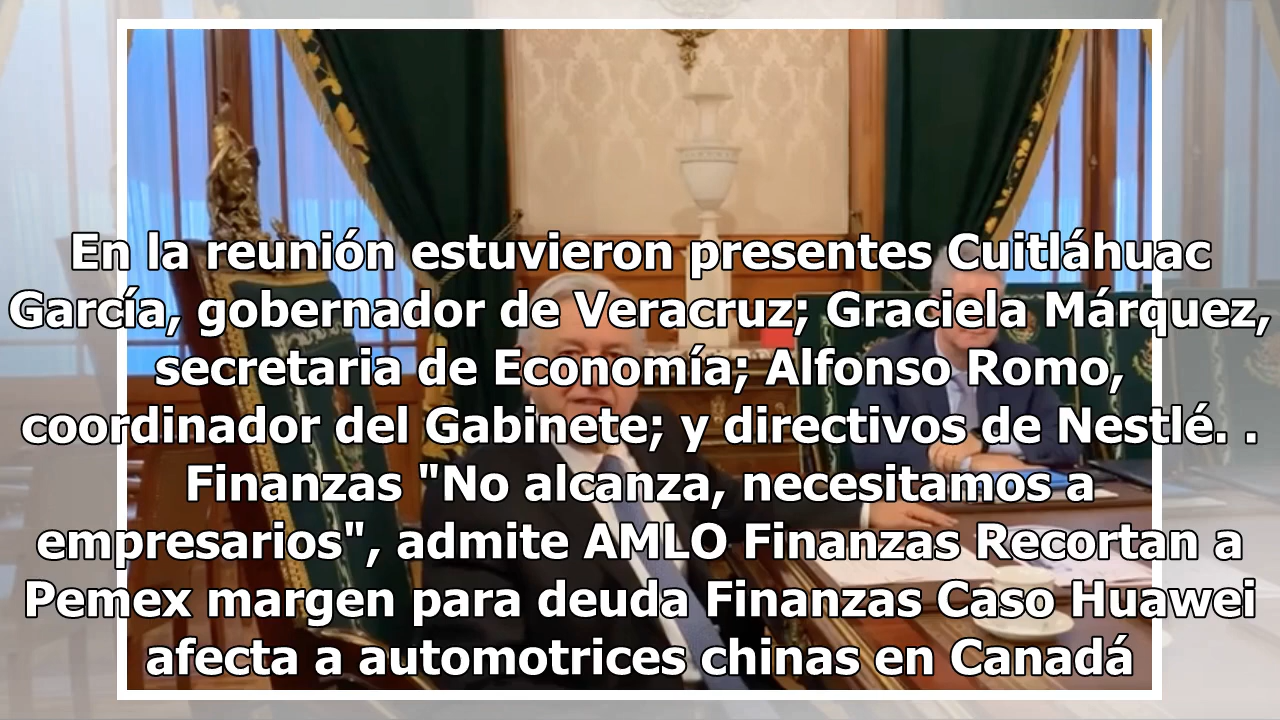 En la reunión estuvieron presentes Cuitláhuac
García, gobernador de Veracruz; Graciela Márquez,
secretaria de Economía; Alfonso Romo,
coordinador del Gabinete; y directivos de Nestlé. .
Finanzas "No alcanza, necesitamos a
empresarios", admite AMLO Finanzas Recortan a
Pemex margen para deuda Finanzas Caso Huawei
afecta a automotrices chinas en Canadá